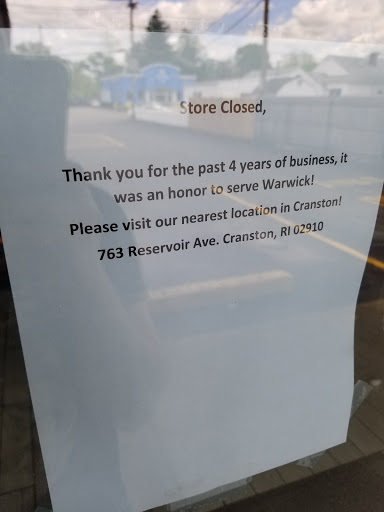 Store Closed,
Thank you for the past 4 years of business, it
was an honor to serve Warwick!
Please visit our nearest location in Cranston!
763 Reservoir Ave. Cranston, RI 02910